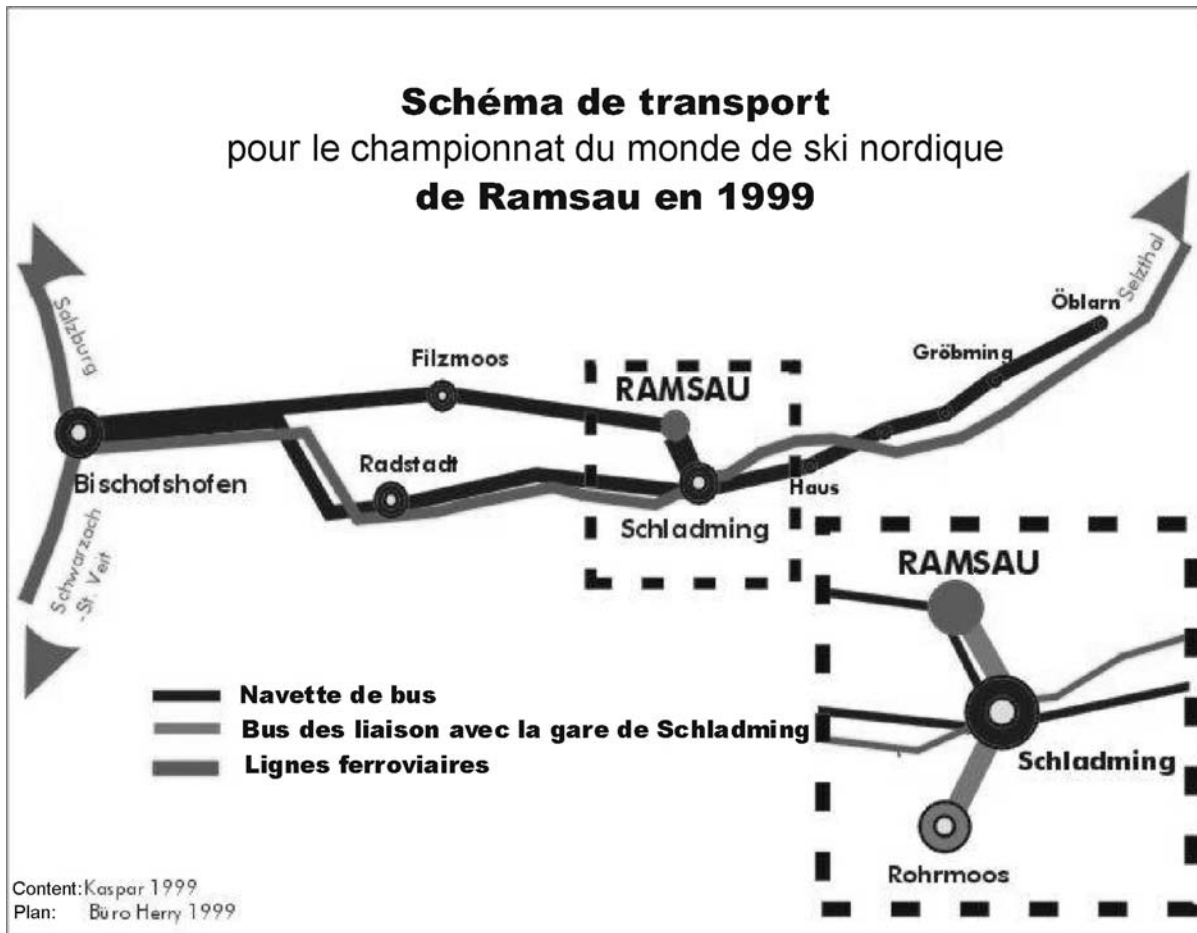 Schéma de transport
pour le championnat du monde de ski nordique
de Ramsau en 1999
Salzburg
Selzthal
Öblarn
Gröbming
Filzmoos
RAMSAU
Radstadt
Bischofshofen
Haus
Schladming
Schwarzach
-St. Veit
RAMSAU
Schladming
Rohrmoos
Navette de bus
Bus des liaison avec la gare de Schladming
Lignes ferroviaires
Content: Kaspar 1999
Plan: Büro Herry 1999